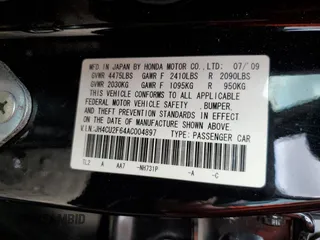 MFD. IN JAPAN BY HONDA MOTOR CO., LTD. 07/'09
GVWR 4475LBS GAWR F 2410LBS R 2090LBS
GVWR 2030KG GAWR F 1095KG R 950KG
THIS VEHICLE CONFORMS TO ALL APPLICABLE
FEDERAL MOTOR VEHICLE SAFETY, BUMPER,
AND THEFT PREVENTION STANDARDS IN EFFECT
ON THE DATE OF MANUFACTURE SHOWN ABOVE.
V.I.N. JH4CU2F64AC004897 TYPE: PASSENGER CAR
TL2 A AA7 -NH731P -A -C